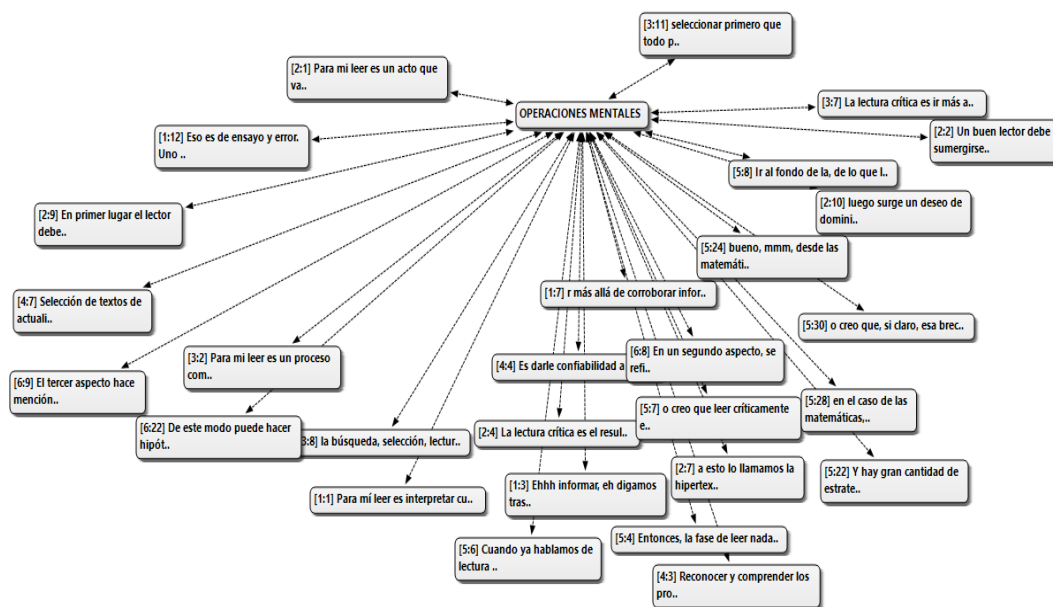 [3:11] seleccionar primero que
todo p..
[2:1] Para mi leer es un acto que
va..
[3:7] La lectura crítica es ir más a..
OPERACIONES MENTALES
[1:12] Eso es de ensayo y error.
Uno ..
[2:2] Un buen lector debe
sumergirse..
[5:8] Ir al fondo de la, de lo que l..
[2:9] En primer lugar el lector
debe..
[2:10] luego surge un deseo de
domini..
[5:24] bueno, mmm, desde las
matemáti..
[4:7] Selección de textos de
actuali..
[1:7] r más allá de corroborar infor..
[5:30] o creo que, si claro, esa brec..
[3:2] Para mi leer es un proceso
com..
[6:8] En un segundo aspecto, se
refi..
[4:4] Es darle confiabilidad a
[6:9] El tercer aspecto hace
mención..
[5:28] en el caso de las
matemáticas,..
[5:7] o creo que leer críticamente
e..
[6:22] De este modo puede hacer
hipót..
3:8] la búsqueda, selección, lectur..
[2:4] La lectura crítica es el resul..
[5:22] Y hay gran cantidad de
estrate..
[2:7] a esto lo llamamos la
hipertex..
[1:1] Para mí leer es interpretar cu..
[1:3] Ehhh informar, eh digamos
tras..
[5:4] Entonces, la fase de leer nada..
[5:6] Cuando ya hablamos de
lectura ..
[4:3] Reconocer y comprender los
pro..